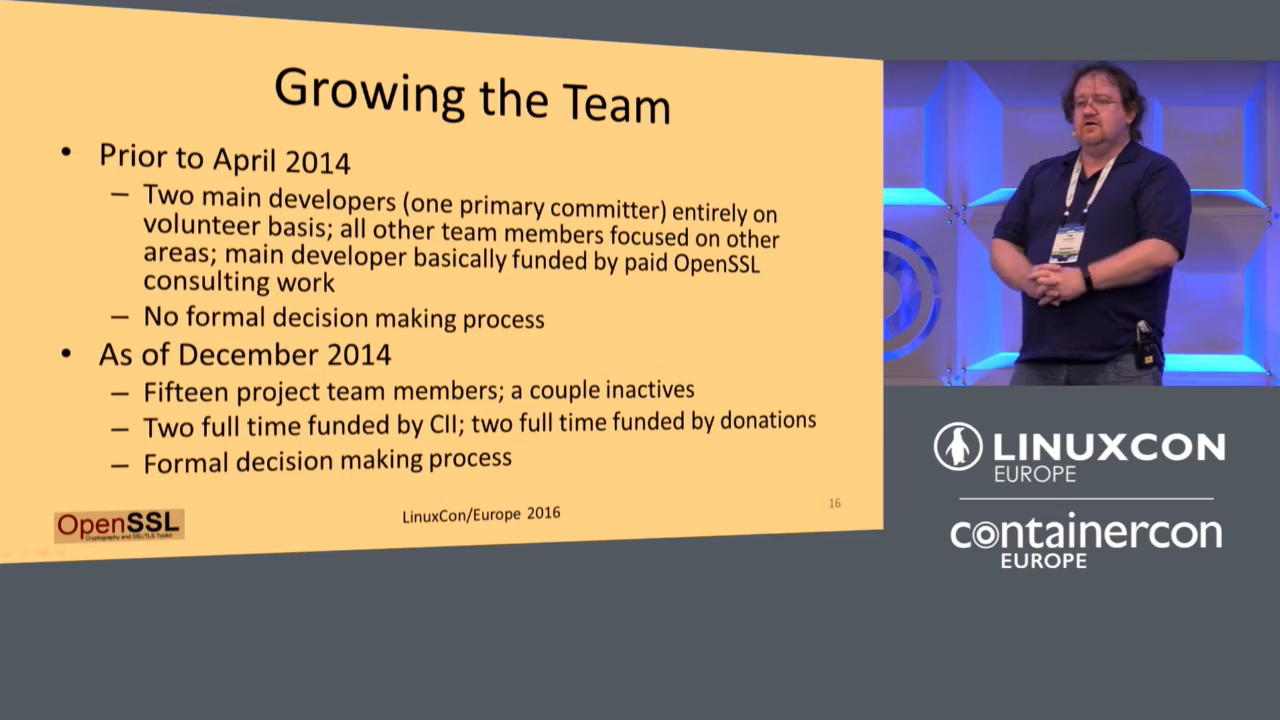 Growing the Team
• Prior to April 2014
– Two main developers (one primary committer) entirely on
volunteer basis; all other team members focused on other
areas; main developer basically funded by paid OpenSSL
consulting work
– No formal decision making process
• As of December 2014
– Fifteen project team members; a couple inactives
– Two full time funded by CII; two full time funded by donations
– Formal decision making process
OpenSSL
Cryptography and SSL/TLS Toolkit
LinuxCon/Europe 2016
16
LINUXCON
EUROPE
containercon
EUROPE